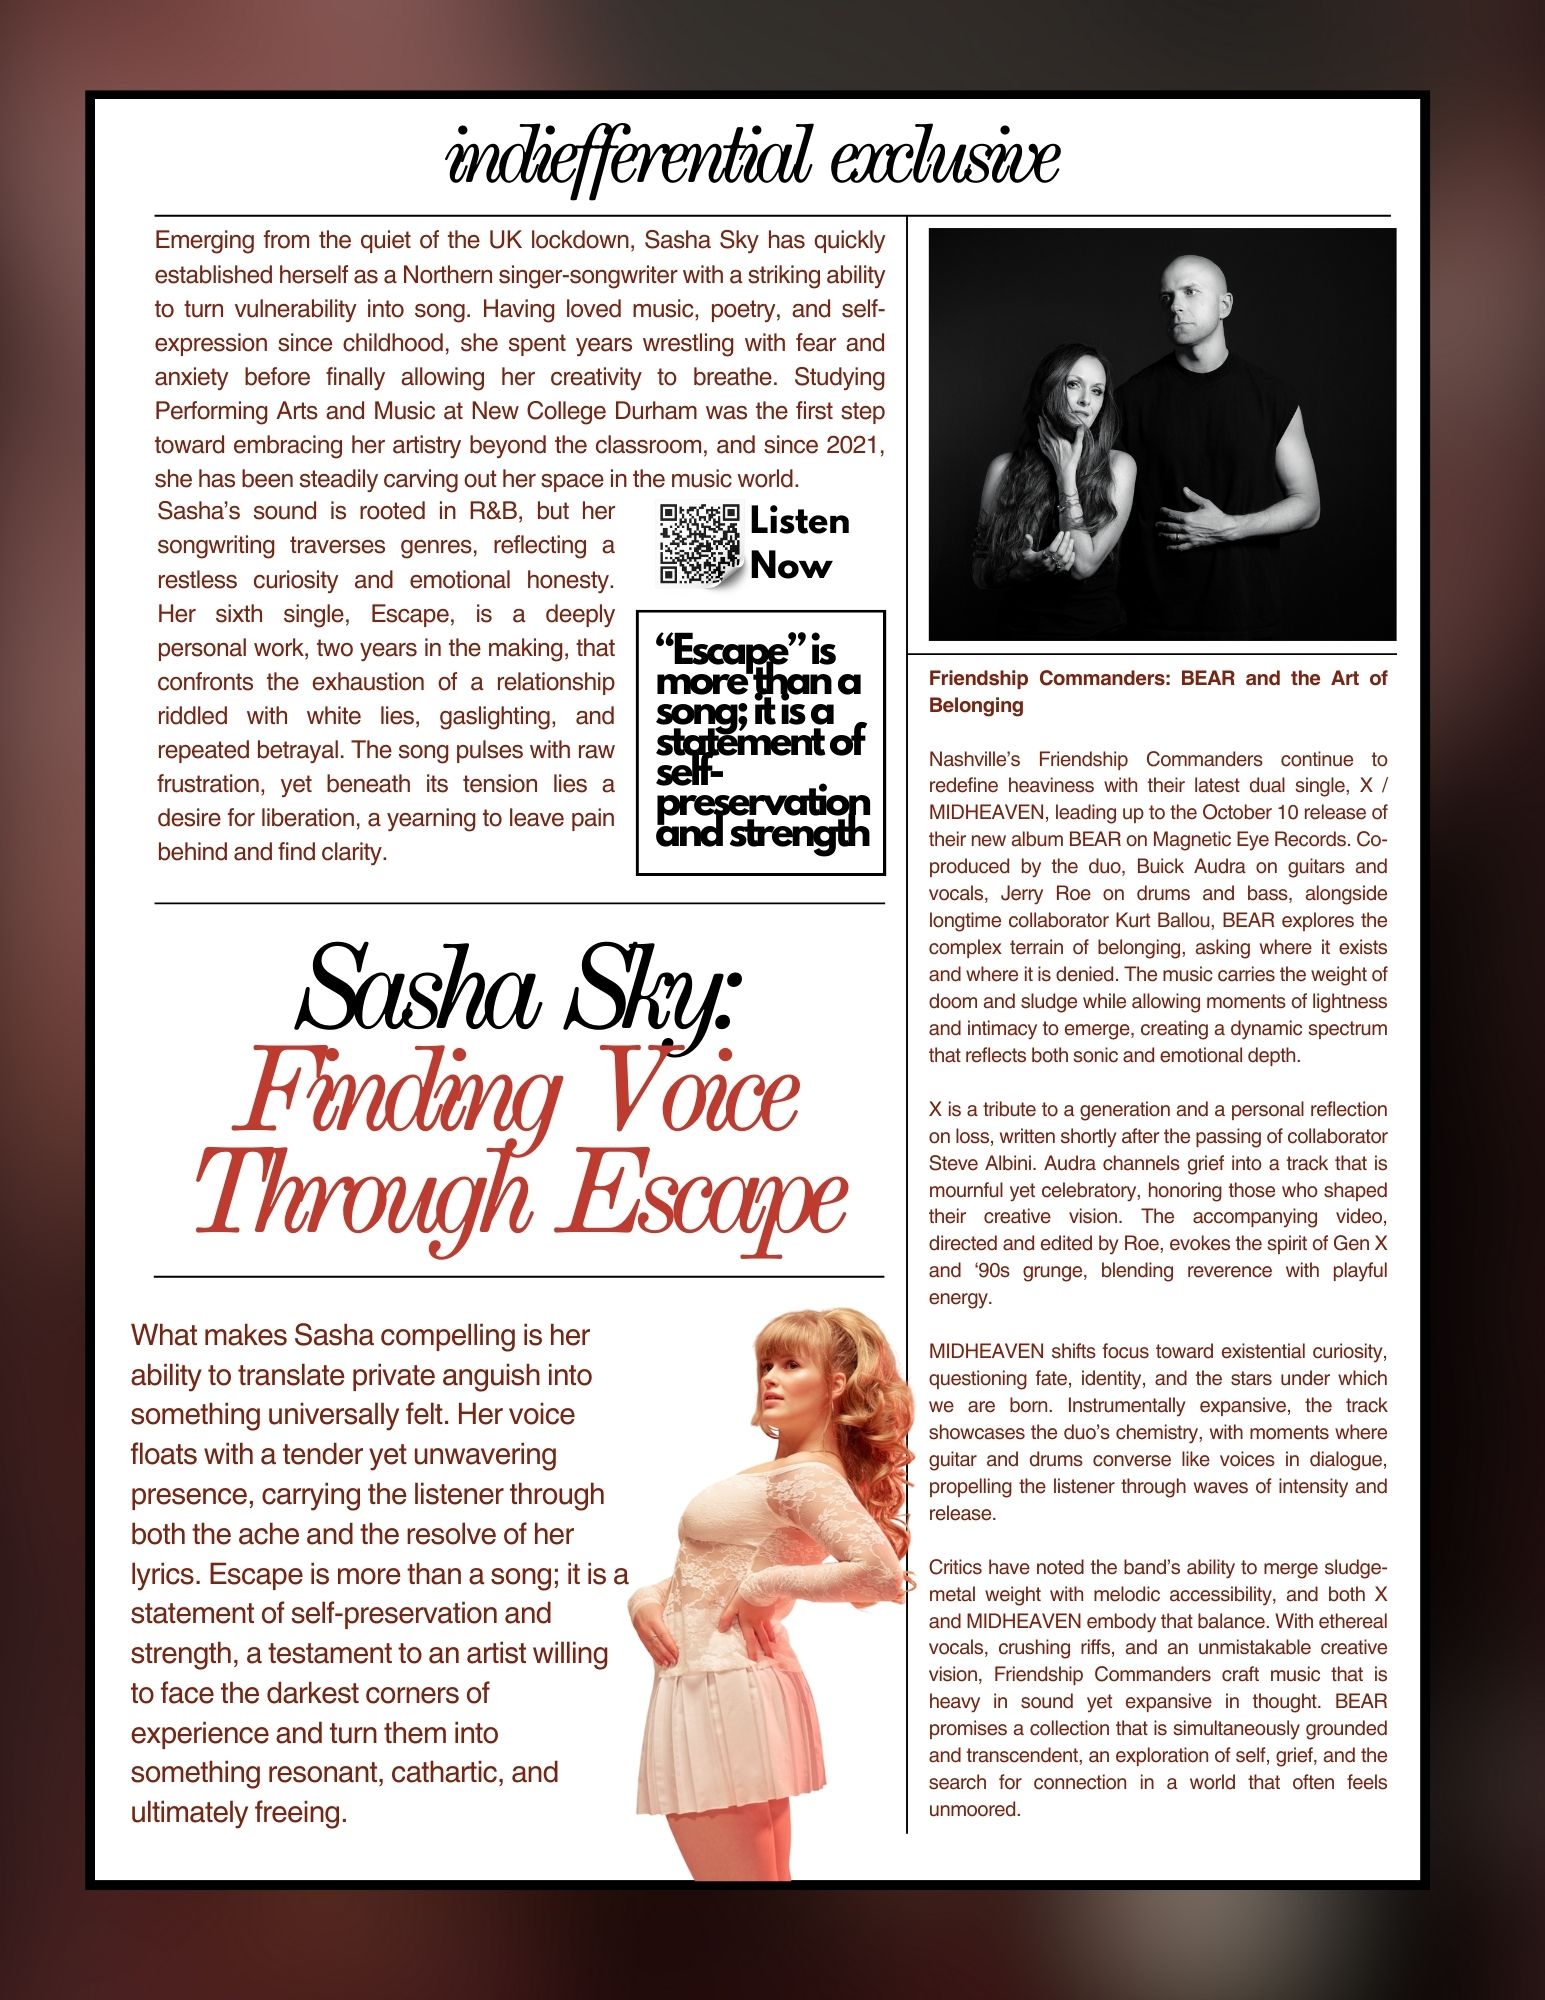 indiefferential exclusive
Emerging from the quiet of the UK lockdown, Sasha Sky has quickly
established herself as a Northern singer-songwriter with a striking ability
to turn vulnerability into song. Having loved music, poetry, and self-
expression since childhood, she spent years wrestling with fear and
anxiety before finally allowing her creativity to breathe. Studying
Performing Arts and Music at New College Durham was the first step
toward embracing her artistry beyond the classroom, and since 2021,
she has been steadily carving out her space in the music world.
Sasha’s sound is rooted in R&B, but her
songwriting traverses genres, reflecting a
restless curiosity and emotional honesty.
Her sixth single, Escape, is a deeply
personal work, two years in the making, that
confronts the exhaustion of a relationship
riddled with white lies, gaslighting, and
repeated betrayal. The song pulses with raw
frustration, yet beneath its tension lies a
desire for liberation, a yearning to leave pain
behind and find clarity.
Listen
Now
“Escape” is
more than a
song; it is a
statement of
self-
preservation
and strength
Sasha Sky:
Finding Voice
Through Escape
What makes Sasha compelling is her
ability to translate private anguish into
something universally felt. Her voice
floats with a tender yet unwavering
presence, carrying the listener through
both the ache and the resolve of her
lyrics. Escape is more than a song; it is a
statement of self-preservation and
strength, a testament to an artist willing
to face the darkest corners of
experience and turn them into
something resonant, cathartic, and
ultimately freeing.
Friendship Commanders: BEAR and the Art of
Belonging
Nashville’s Friendship Commanders continue to
redefine heaviness with their latest dual single, X /
MIDHEAVEN, leading up to the October 10 release of
their new album BEAR on Magnetic Eye Records. Co-
produced by the duo, Buick Audra on guitars and
vocals, Jerry Roe on drums and bass, alongside
longtime collaborator Kurt Ballou, BEAR explores the
complex terrain of belonging, asking where it exists
and where it is denied. The music carries the weight of
doom and sludge while allowing moments of lightness
and intimacy to emerge, creating a dynamic spectrum
that reflects both sonic and emotional depth.
X is a tribute to a generation and a personal reflection
on loss, written shortly after the passing of collaborator
Steve Albini. Audra channels grief into a track that is
mournful yet celebratory, honoring those who shaped
their creative vision. The accompanying video,
directed and edited by Roe, evokes the spirit of Gen X
and ‘90s grunge, blending reverence with playful
energy.
MIDHEAVEN shifts focus toward existential curiosity,
questioning fate, identity, and the stars under which
we are born. Instrumentally expansive, the track
showcases the duo’s chemistry, with moments where
guitar and drums converse like voices in dialogue,
propelling the listener through waves of intensity and
release.
Critics have noted the band’s ability to merge sludge-
metal weight with melodic accessibility, and both X
and MIDHEAVEN embody that balance. With ethereal
vocals, crushing riffs, and an unmistakable creative
vision, Friendship Commanders craft music that is
heavy in sound yet expansive in thought. BEAR
promises a collection that is simultaneously grounded
and transcendent, an exploration of self, grief, and the
search for connection in a world that often feels
unmoored.